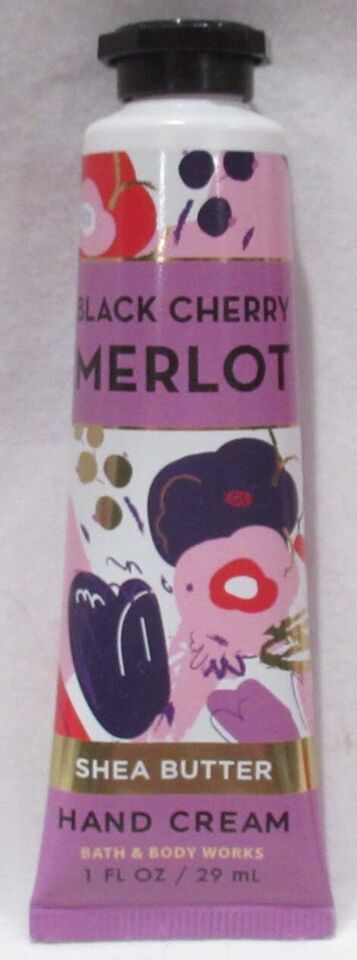 BLACK CHERRY
MERLOT
SHEA BUTTER
HAND CREAM
BATH & BODY WORKS
1 FL OZ / 29 mL